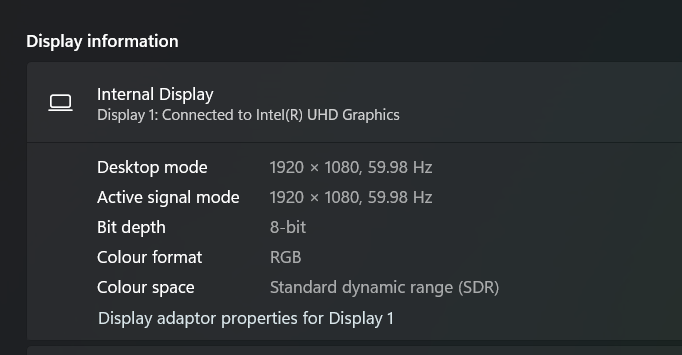 Display information
Internal Display
Display 1: Connected to Intel(R) UHD Graphics
Desktop mode 1920 × 1080, 59.98 Hz
Active signal mode 1920 × 1080, 59.98 Hz
Bit depth 8-bit
Colour format RGB
Colour space Standard dynamic range (SDR)
Display adaptor properties for Display 1